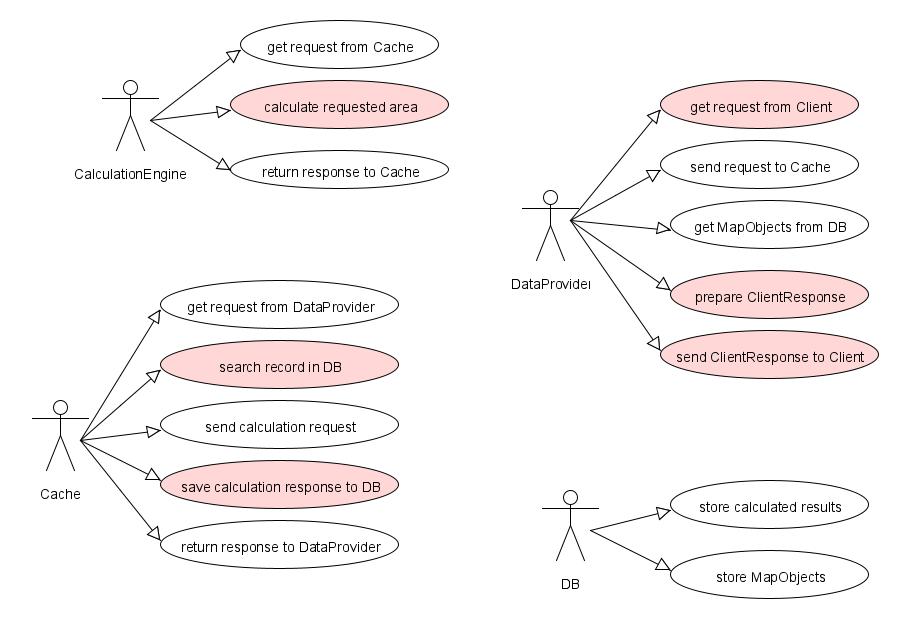 get request from Cache
calculate requested area
return response to Cache
CalculationEngine
get request from Client
send request to Cache
get MapObjects from DB
prepare ClientResponse
send ClientResponse to Client
DataProvider
get request from DataProvider
search record in DB
send calculation request
save calculation response to DB
return response to DataProvider
Cache
store calculated results
store MapObjects
DB